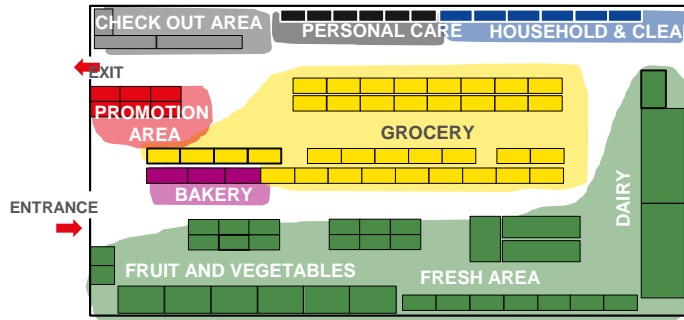 CHECK OUT AREA
PERSONAL CARE
HOUSEHOLD & CLEA
EXIT
PROMOTION
AREA
GROCERY
BAKERY
ENTRANCE
DAIRY
FRUIT AND VEGETABLES
FRESH AREA